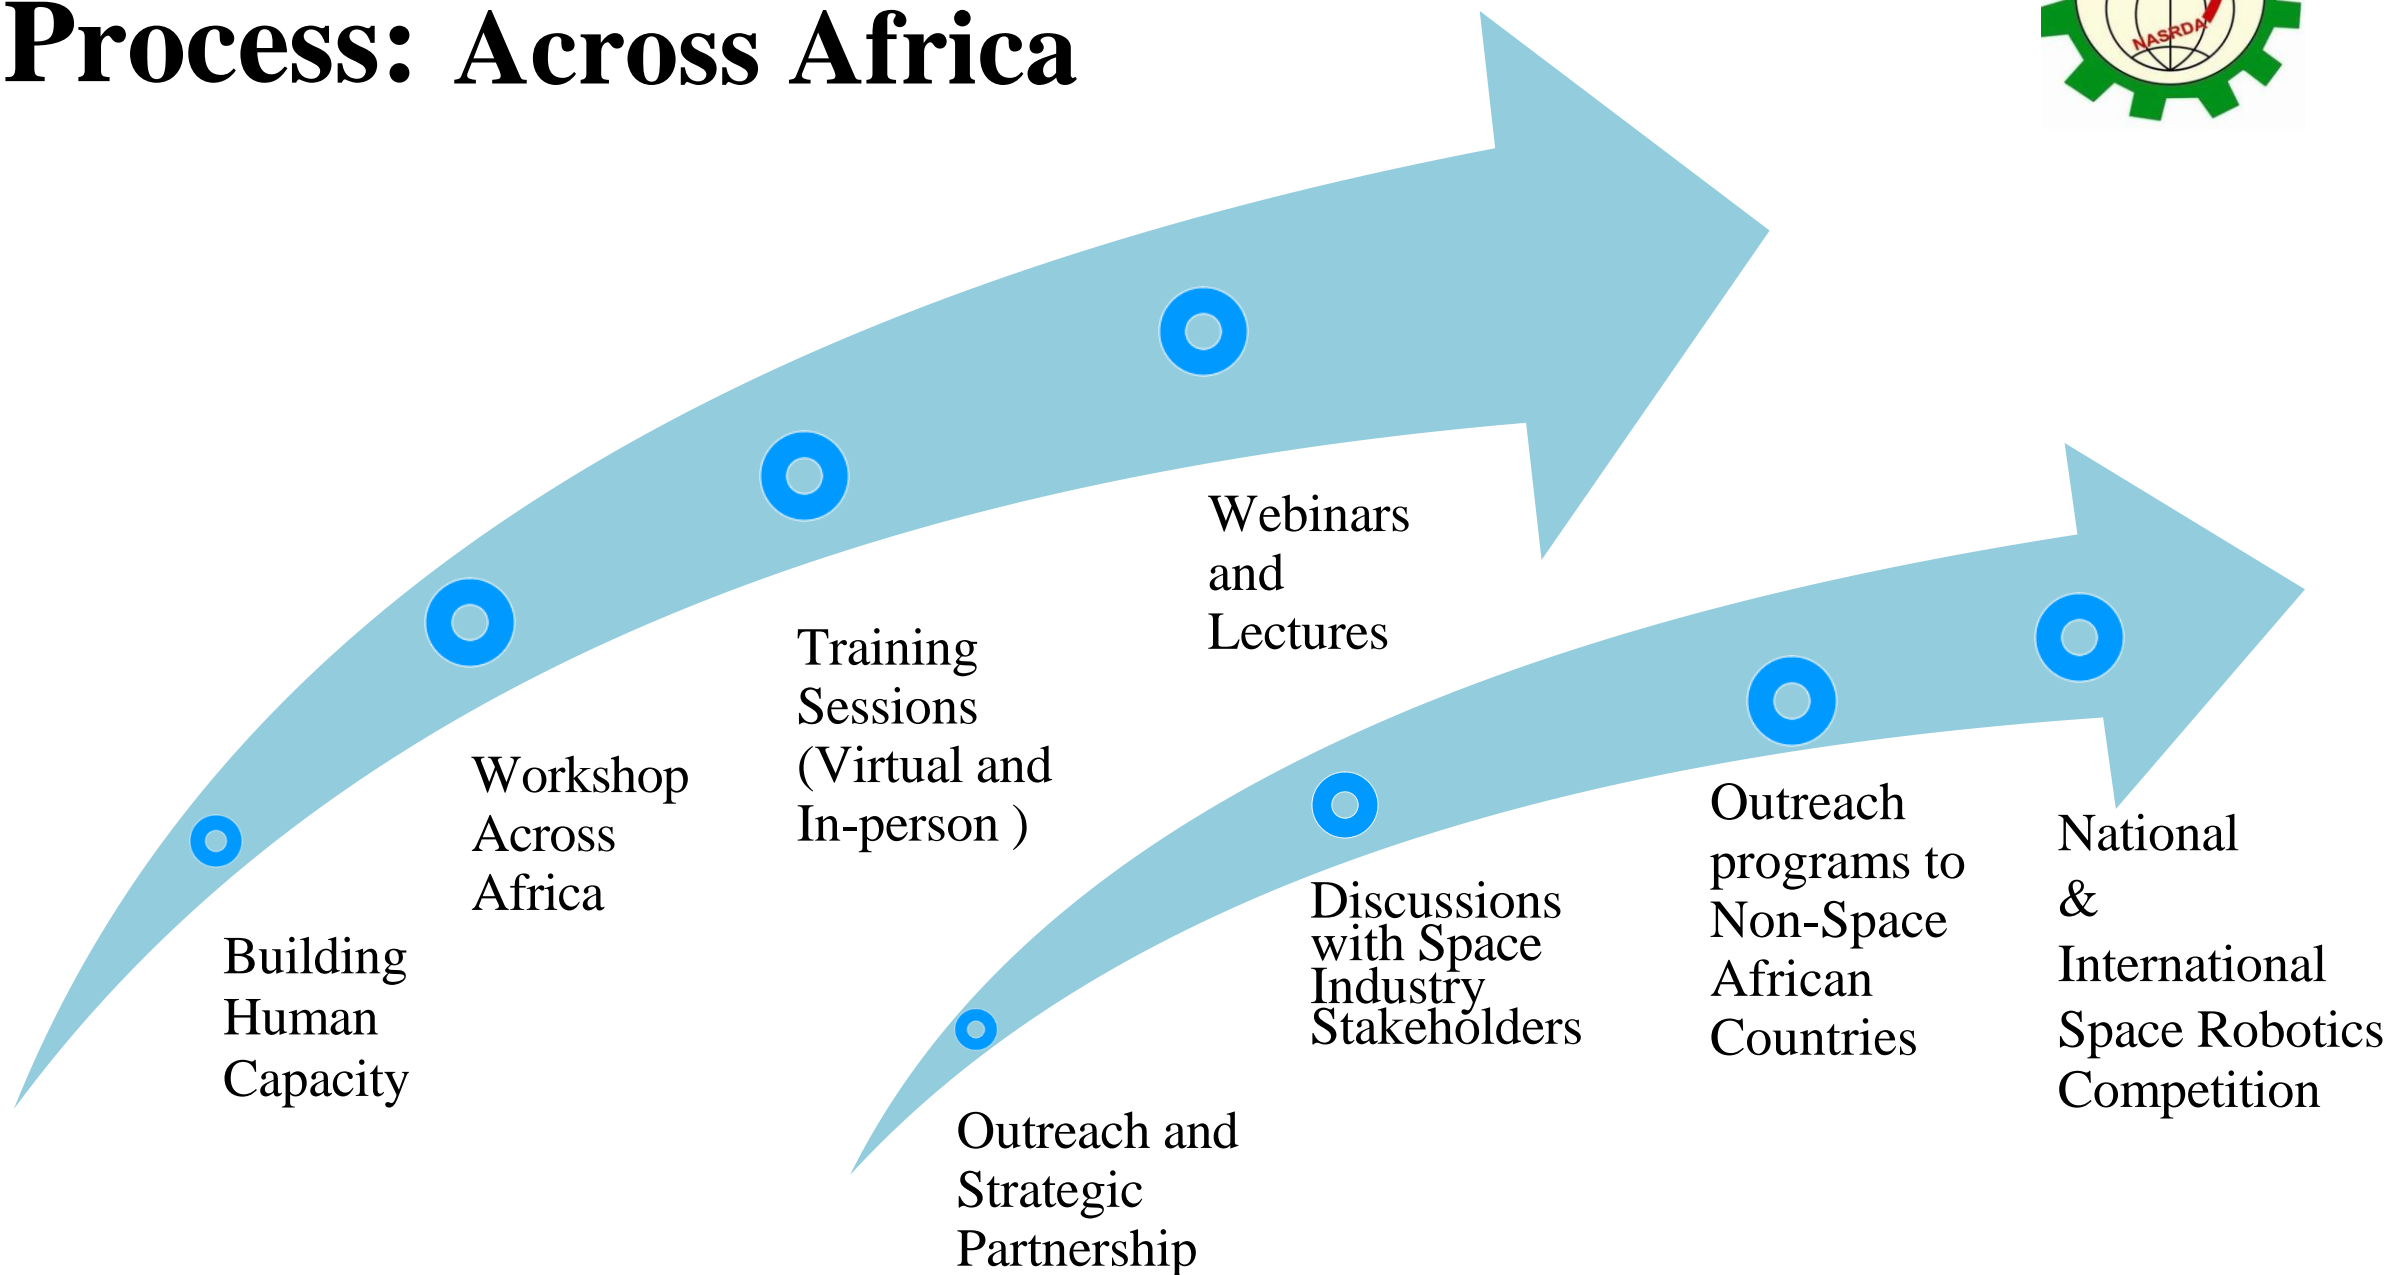 Process: Across Africa
NASRDA
Building
Human
Capacity
Workshop
Across
Africa
Training
Sessions
(Virtual and
In-person )
Webinars
and
Lectures
Outreach and
Strategic
Partnership
Discussions
with Space
Industry
Stakeholders
Outreach
programs to
Non-Space
African
Countries
National
&
International
Space Robotics
Competition